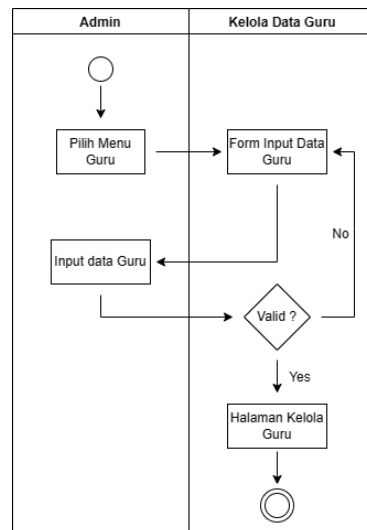 Admin
Kelola Data Guru
Pilih Menu
Guru
Form Input Data
Guru
No
Input data Guru
Valid ?
Yes
Halaman Kelola
Guru